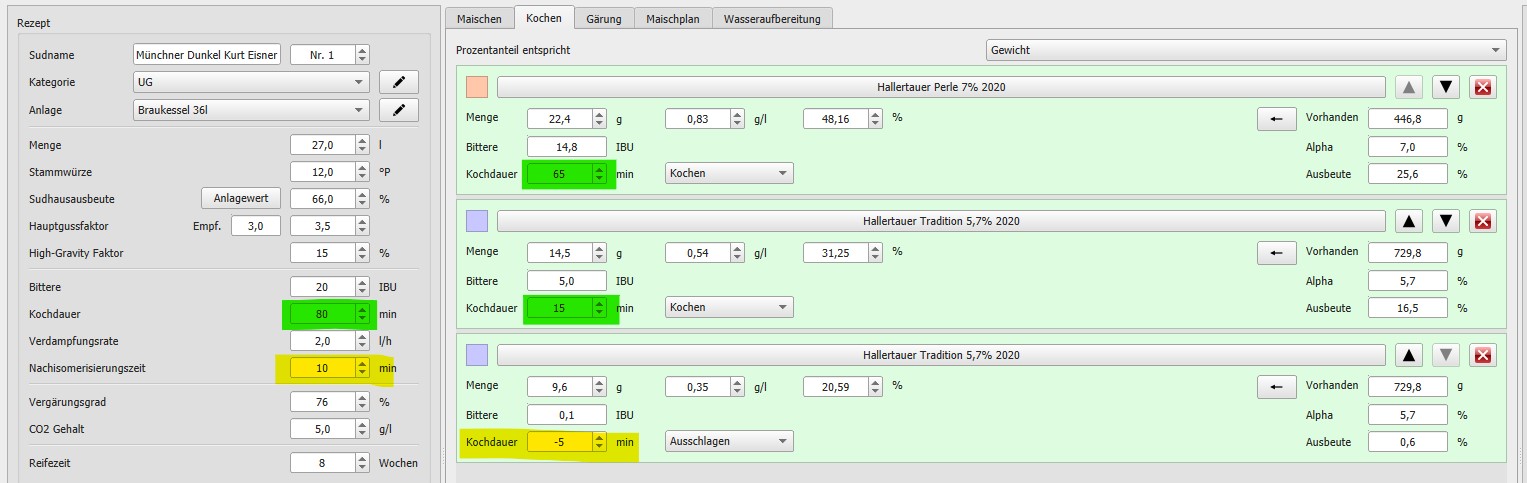 Rezept
Sudname Münchner Dunkel Kurt Eisner Nr. 1
Kategorie UG
Anlage Braukessel 36l
Menge 27,0 l
Stammwürze 12,0 °P
Sudhausausbeute Anlagewert 66,0 %
Hauptgussfaktor Empf. 3,0 3,5
High-Gravity Faktor 15 %
Bittere 20 IBU
Kochdauer 80 min
Verdampfungsrate 2,0 l/h
Nachisomerisierungszeit 10 min
Vergärungsgrad 76 %
CO2 Gehalt 5,0 g/l
Reifezeit 8 Wochen
Maischen Kochen Gärung Maischplan Wasseraufbereitung
Prozentanteil entspricht Gewicht
Hallertauer Perle 7% 2020
Menge 22,4 g 0,83 g/l 48,16 % Vorhanden 446,8 g
Bittere 14,8 IBU Alpha 7,0 %
Kochdauer 65 min Kochen Ausbeute 25,6 %
Hallertauer Tradition 5,7% 2020
Menge 14,5 g 0,54 g/l 31,25 % Vorhanden 729,8 g
Bittere 5,0 IBU Alpha 5,7 %
Kochdauer 15 min Kochen Ausbeute 16,5 %
Hallertauer Tradition 5,7% 2020
Menge 9,6 g 0,35 g/l 20,59 % Vorhanden 729,8 g
Bittere 0,1 IBU Alpha 5,7 %
Kochdauer -5 min Ausschlagen Ausbeute 0,6 %